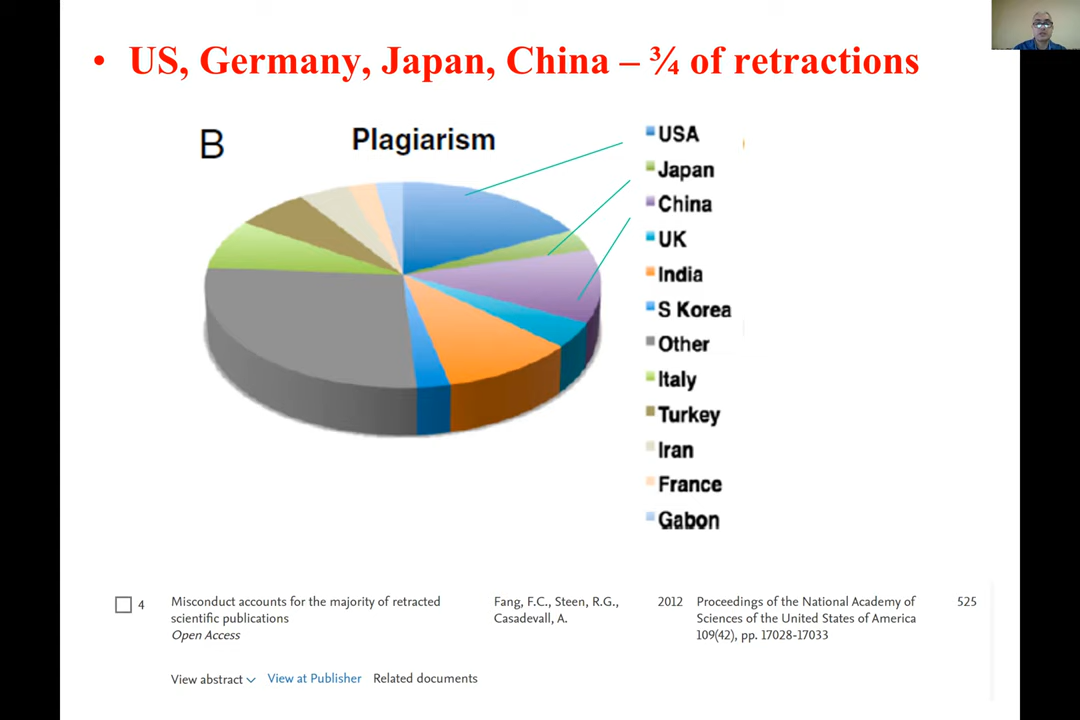 • US, Germany, Japan, China – ¾ of retractions
B
Plagiarism
USA
Japan
China
UK
India
S Korea
Other
Italy
Turkey
Iran
France
Gabon
4
Misconduct accounts for the majority of retracted
scientific publications
Open Access
Fang, F.C., Steen, R.G.,
Casadevall, A.
2012
Proceedings of the National Academy of
Sciences of the United States of America
109(42), pp. 17028-17033
525
View abstract
View at Publisher
Related documents